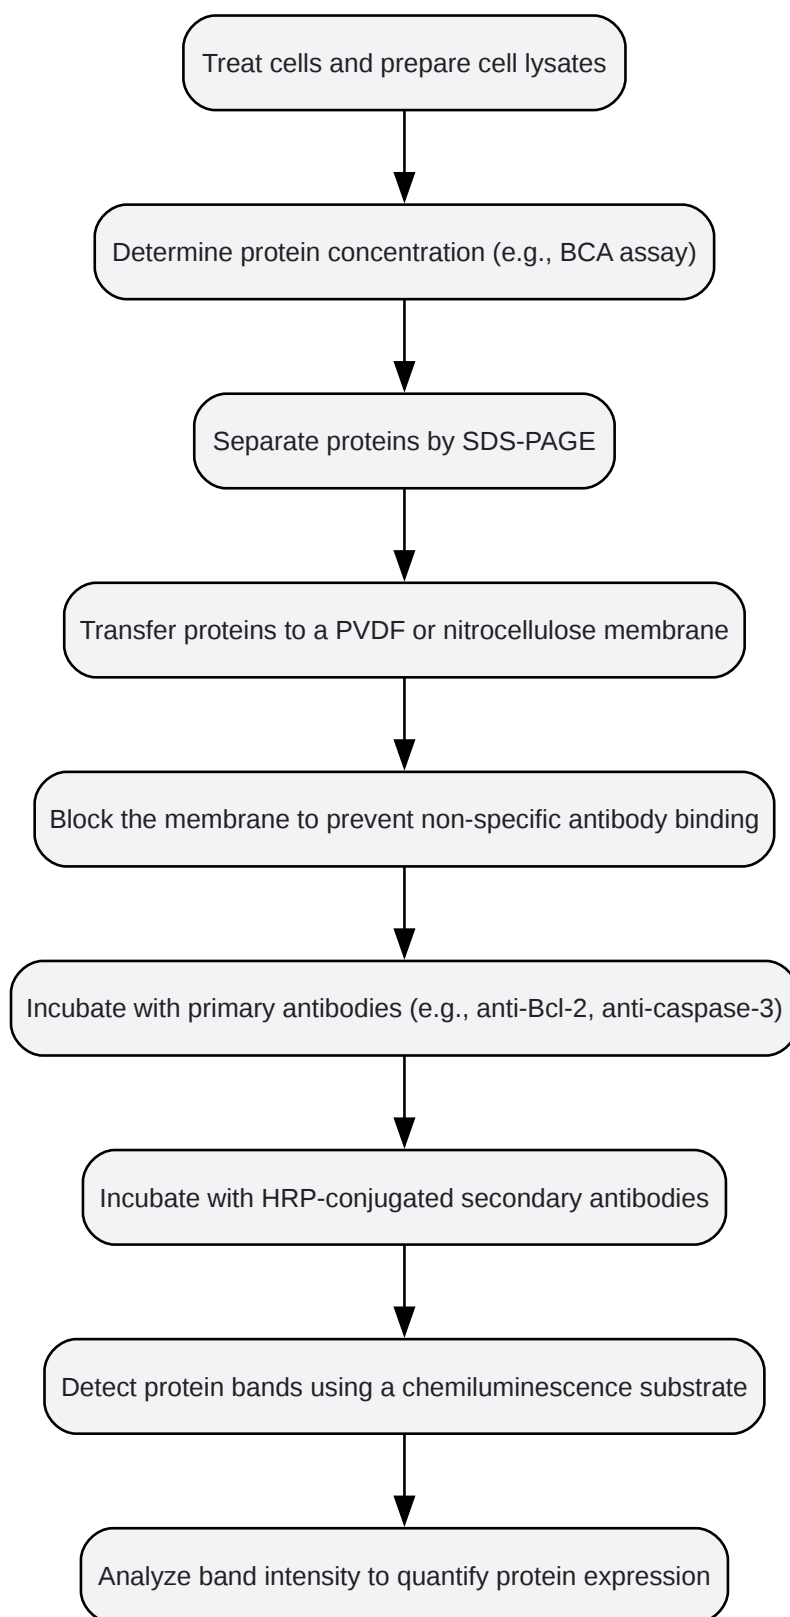 Treat cells and prepare cell lysates
Determine protein concentration (e.g., BCA assay)
Separate proteins by SDS-PAGE
Transfer proteins to a PVDF or nitrocellulose membrane
Block the membrane to prevent non-specific antibody binding
Incubate with primary antibodies (e.g., anti-Bcl-2, anti-caspase-3)
Incubate with HRP-conjugated secondary antibodies
Detect protein bands using a chemiluminescence substrate
Analyze band intensity to quantify protein expression